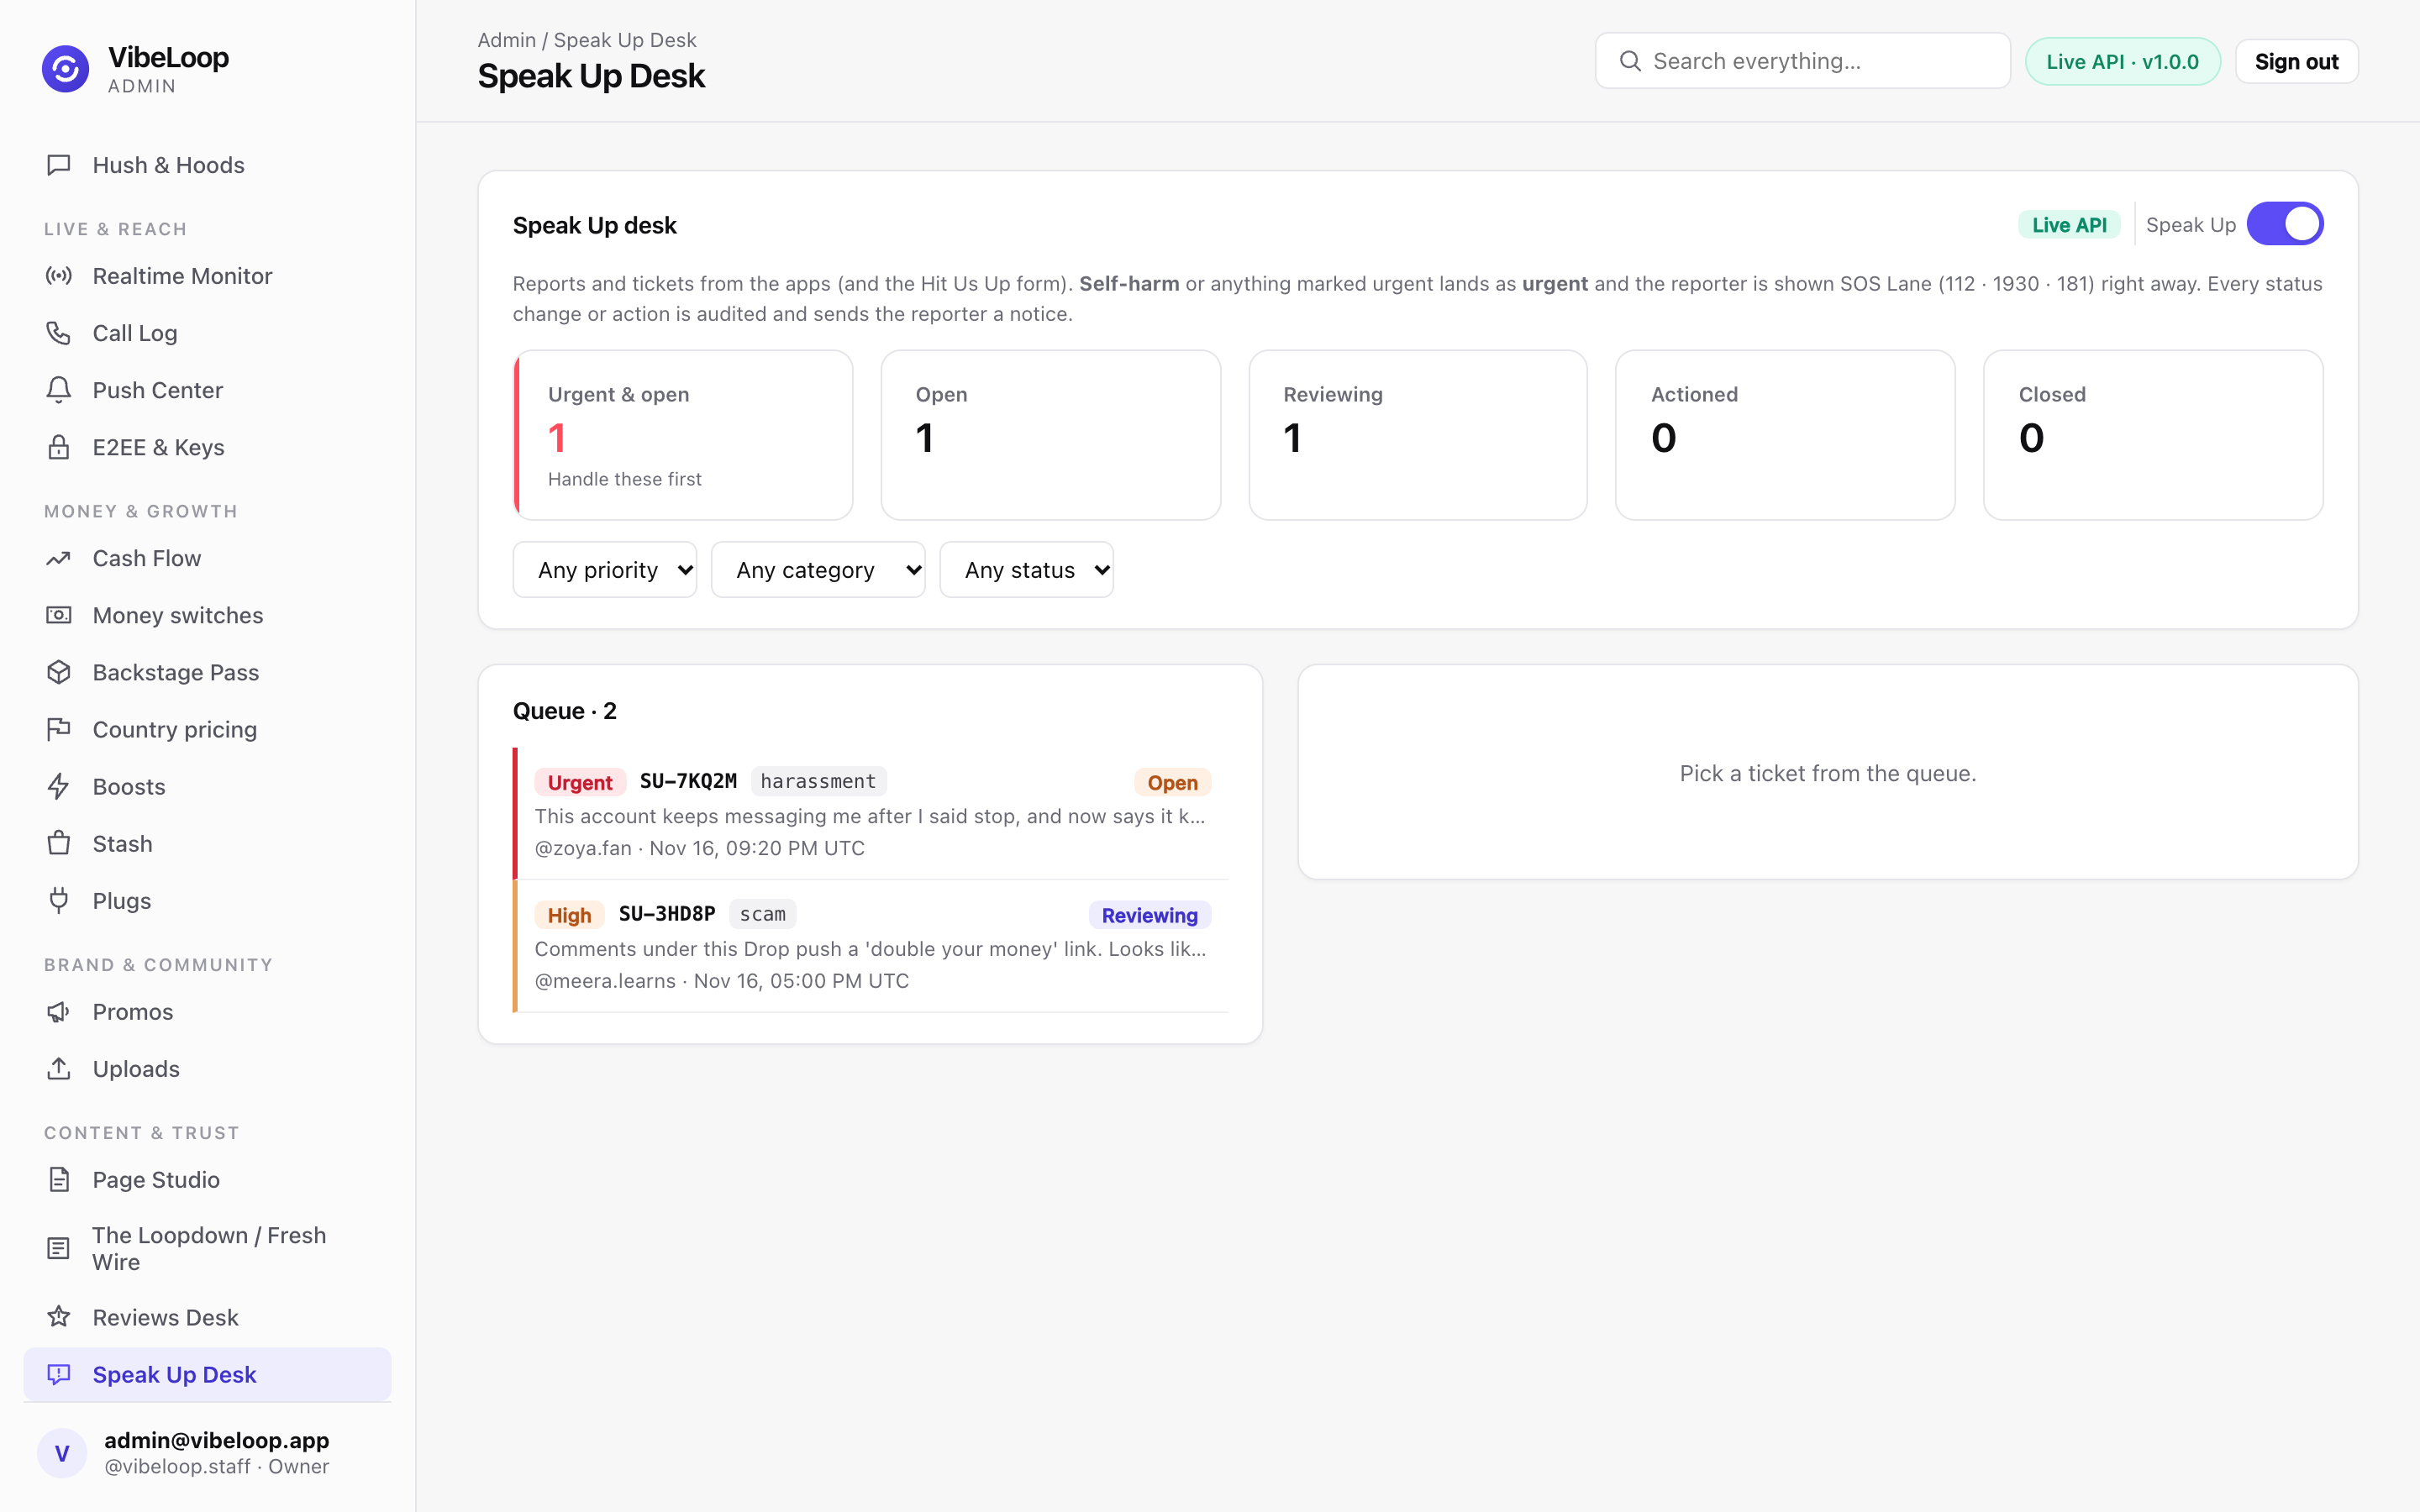 VibeLoop
ADMIN
Hush & Hoods
LIVE & REACH
Realtime Monitor
Call Log
Push Center
E2EE & Keys
MONEY & GROWTH
Cash Flow
Money switches
Backstage Pass
Country pricing
Boosts
Stash
Plugs
BRAND & COMMUNITY
Promos
Uploads
CONTENT & TRUST
Page Studio
The Loopdown / Fresh
Wire
Reviews Desk
Speak Up Desk
V
admin@vibeloop.app
@vibeloop.staff · Owner
Admin / Speak Up Desk
Speak Up Desk
Search everything...
Live API · v1.0.0
Sign out
Speak Up desk
Live API
Speak Up
Reports and tickets from the apps (and the Hit Us Up form). Self-harm or anything marked urgent lands as urgent and the reporter is shown SOS Lane (112 · 1930 · 181) right away. Every status
change or action is audited and sends the reporter a notice.
Urgent & open
1
Handle these first
Open
1
Reviewing
1
Actioned
0
Closed
0
Any priority
Any category
Any status
Queue · 2
Urgent SU-7KQ2M harassment Open
This account keeps messaging me after I said stop, and now says it k...
@zoya.fan · Nov 16, 09:20 PM UTC
High SU-3HD8P scam Reviewing
Comments under this Drop push a 'double your money' link. Looks lik...
@meera.learns · Nov 16, 05:00 PM UTC
Pick a ticket from the queue.